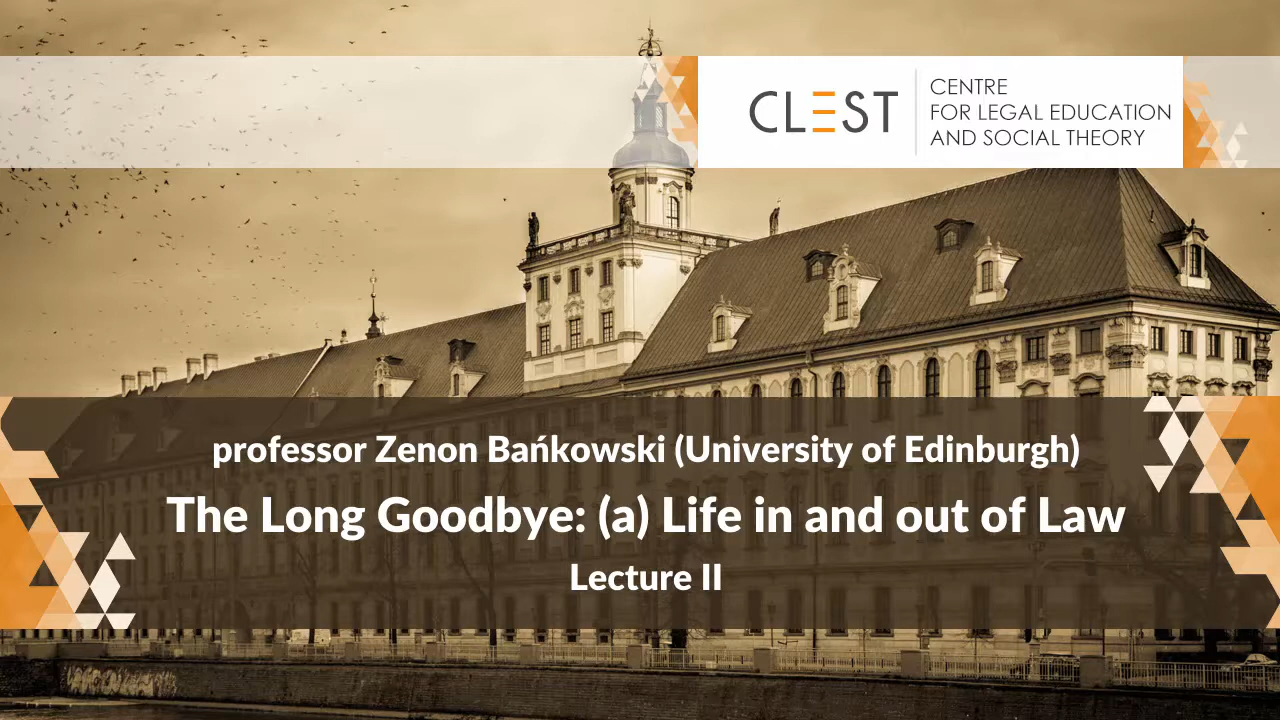 CLEST
CENTRE
FOR LEGAL EDUCATION
AND SOCIAL THEORY
professor Zenon Bańkowski (University of Edinburgh)
The Long Goodbye: (a) Life in and out of Law
Lecture II